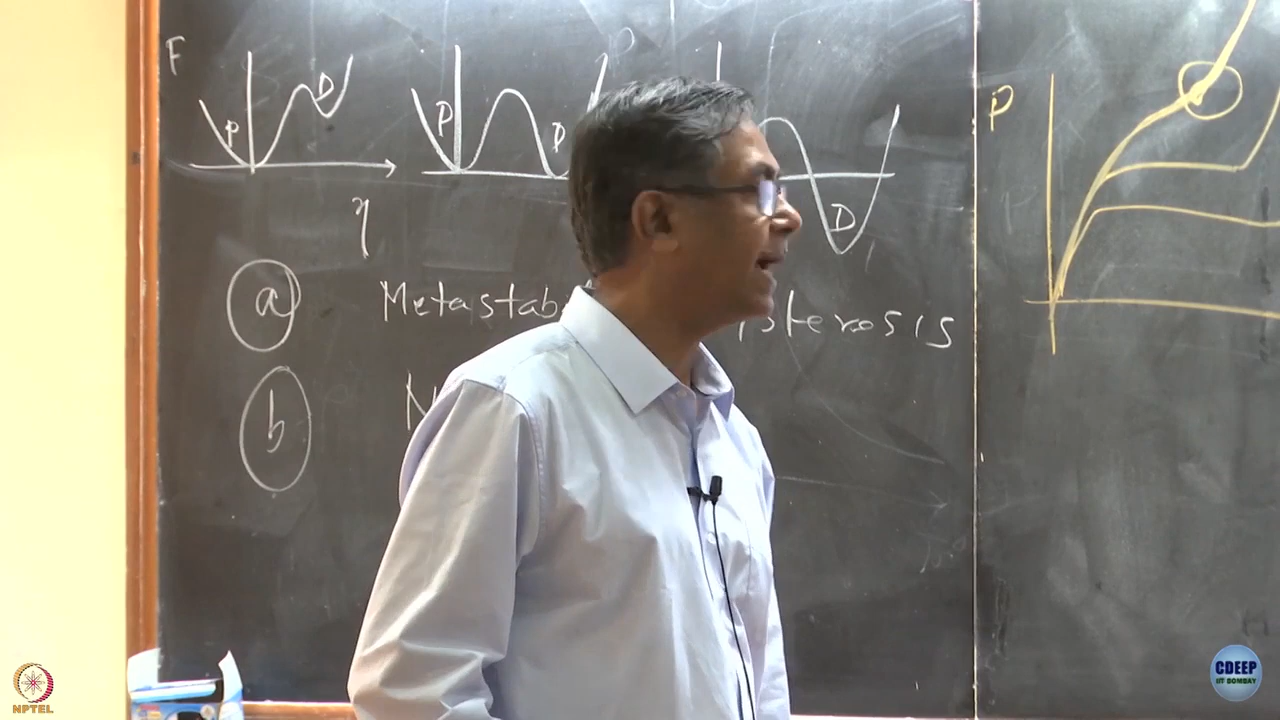 F
P D P D D
η
P
a Metastab sterosis
b N
NPTEL
CDEEP
IIT BOMBAY